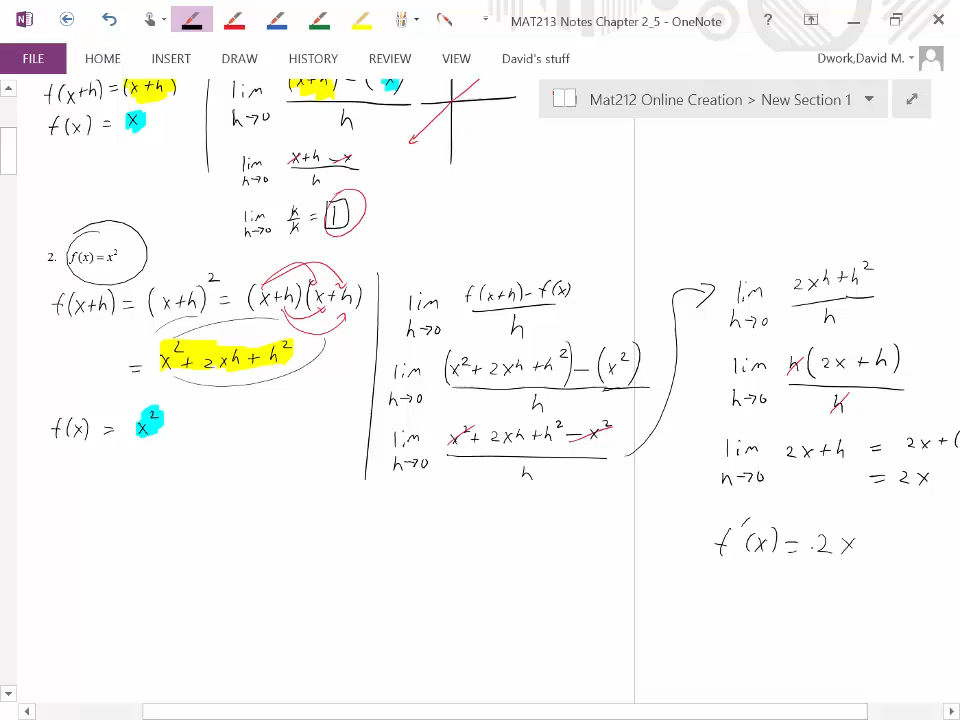 MAT213 Notes Chapter 2_5 - OneNote
FILE HOME INSERT DRAW HISTORY REVIEW VIEW David's stuff Dwork,David M.
Mat212 Online Creation > New Section 1
f(x+h) = (x+h)
f(x) = x
lim h→0 (x+h) - (x) / h
lim h→0 x+h - x / h
lim h→0 h/h = 1
2. f(x) = x²
f(x+h) = (x+h)² = (x+h)(x+h)
= x² + 2xh + h²
f(x) = x²
lim h→0 f(x+h) - f(x) / h
lim h→0 (x² + 2xh + h²) - (x²) / h
lim h→0 x² + 2xh + h² - x² / h
lim h→0 2xh + h² / h
lim h→0 h(2x + h) / h
lim h→0 2x + h = 2x + (
= 2x
f'(x) = 2x